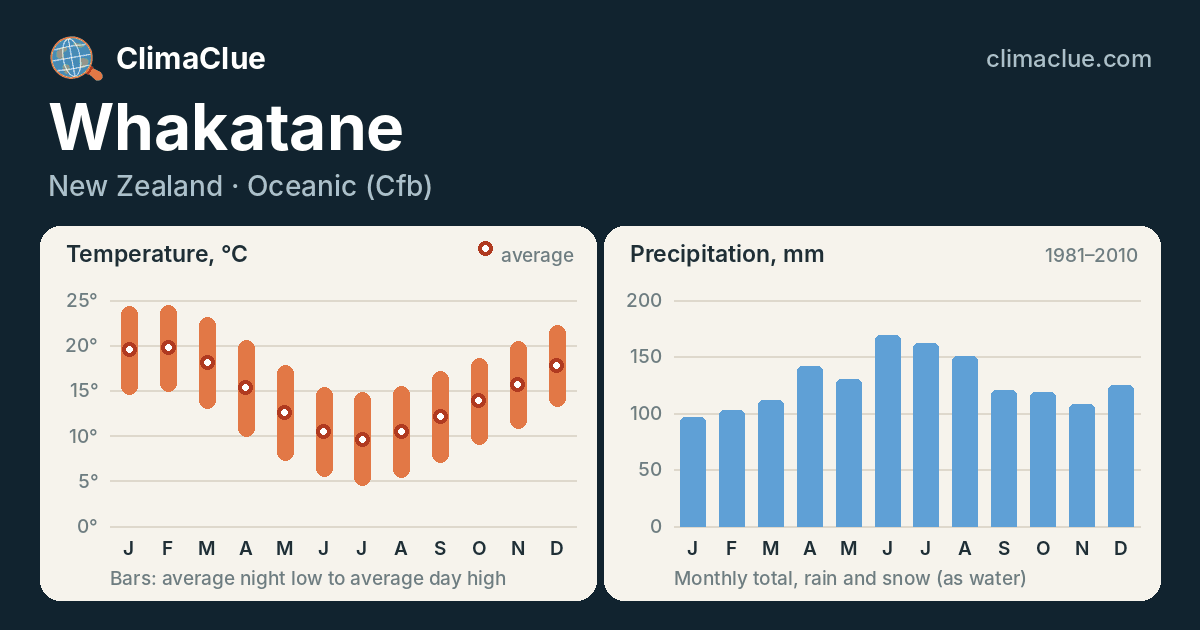 ClimaClue
climaclue.com
Whakatane
New Zealand · Oceanic (Cfb)
Temperature, °C
average
25°
20°
15°
10°
5°
0°
J F M A M J J A S O N D
Bars: average night low to average day high
Precipitation, mm
1981–2010
200
150
100
50
0
J F M A M J J A S O N D
Monthly total, rain and snow (as water)